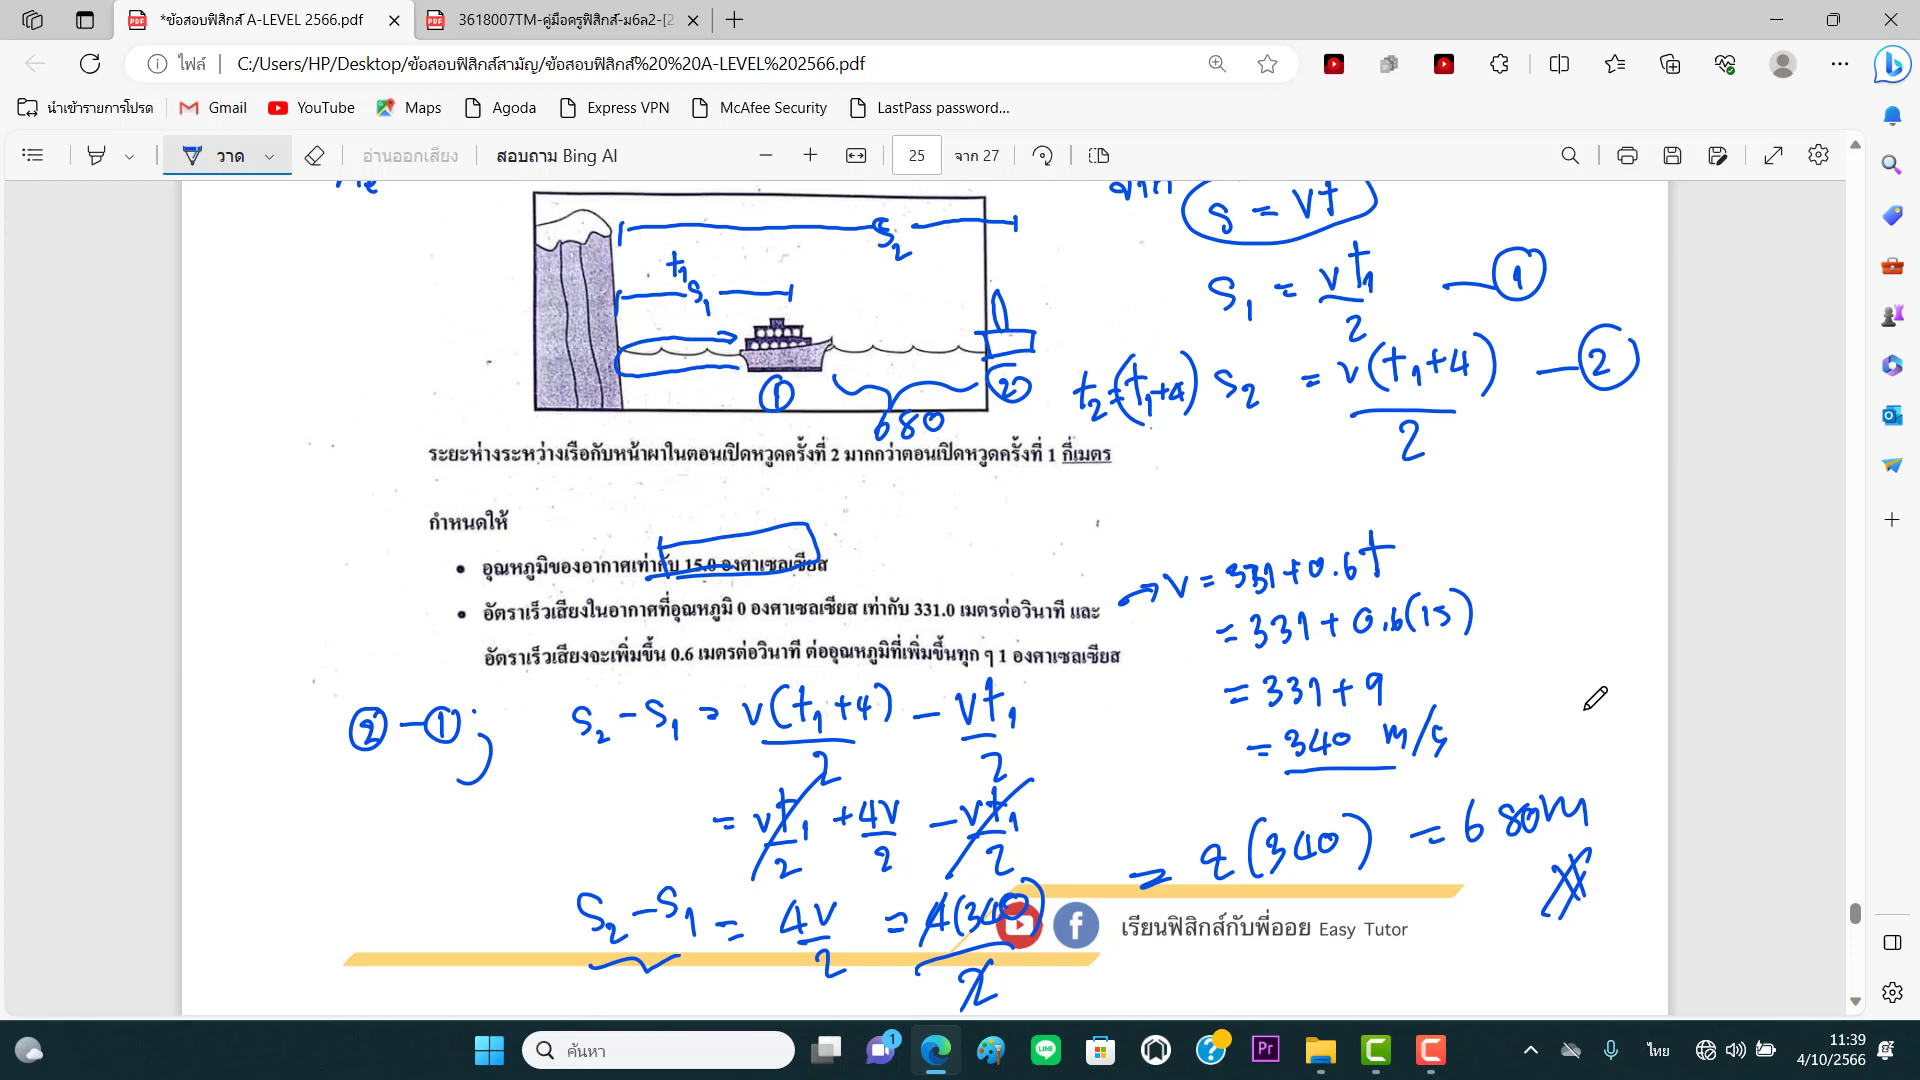 *ข้อสอบฟิสิกส์ A-LEVEL 2566.pdf
3618007TM-คู่มือครูฟิสิกส์-ม6ล2-[2
ไฟล์
C:/Users/HP/Desktop/ข้อสอบฟิสิกส์สามัญ/ข้อสอบฟิสิกส์%20%20A-LEVEL%202566.pdf
นำเข้ารายการโปรด
Gmail
YouTube
Maps
Agoda
Express VPN
McAfee Security
LastPass password...
วาด
อ่านออกเสียง
สอบถาม Bing AI
25
จาก 27
จาก
S = vt
S2
t1
S1
S1 = vt1/2 — 1
t2=(t1+4) S2 = v(t1+4)/2 — 2
1
2
680
ระยะห่างระหว่างเรือกับหน้าผาในตอนเปิดหวูดครั้งที่ 2 มากกว่าตอนเปิดหวูดครั้งที่ 1 กี่เมตร
กำหนดให้
• อุณหภูมิของอากาศเท่ากับ 15.0 องศาเซลเซียส
• อัตราเร็วเสียงในอากาศที่อุณหภูมิ 0 องศาเซลเซียส เท่ากับ 331.0 เมตรต่อวินาที และ
อัตราเร็วเสียงจะเพิ่มขึ้น 0.6 เมตรต่อวินาที ต่ออุณหภูมิที่เพิ่มขึ้นทุก ๆ 1 องศาเซลเซียส
→ v = 331+0.6t
= 331+0.6(15)
= 331+9
= 340 m/s
2 - 1 ; S2 - S1 = v(t1+4)/2 - vt1/2
= vt1/2 + 4v/2 - vt1/2
S2 - S1 = 4v/2 = 4(340)/2
= 2(340) = 680 m
เรียนฟิสิกส์กับพี่ออย Easy Tutor
ค้นหา
1
LINE
Pr
ไทย
11:39
4/10/2566